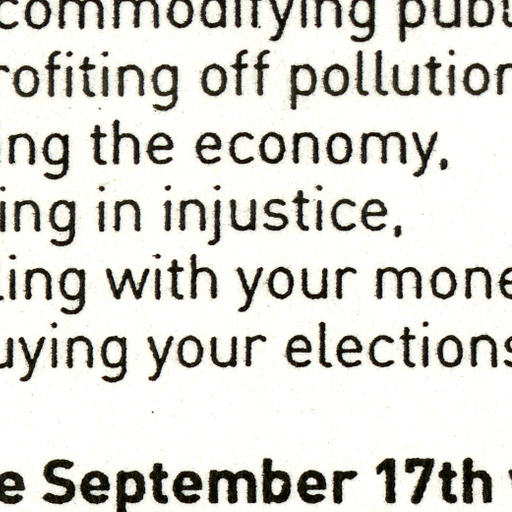 commodifying publ
rofiting off pollution
ng the economy,
ing in injustice,
ling with your mone
uying your elections
e September 17th